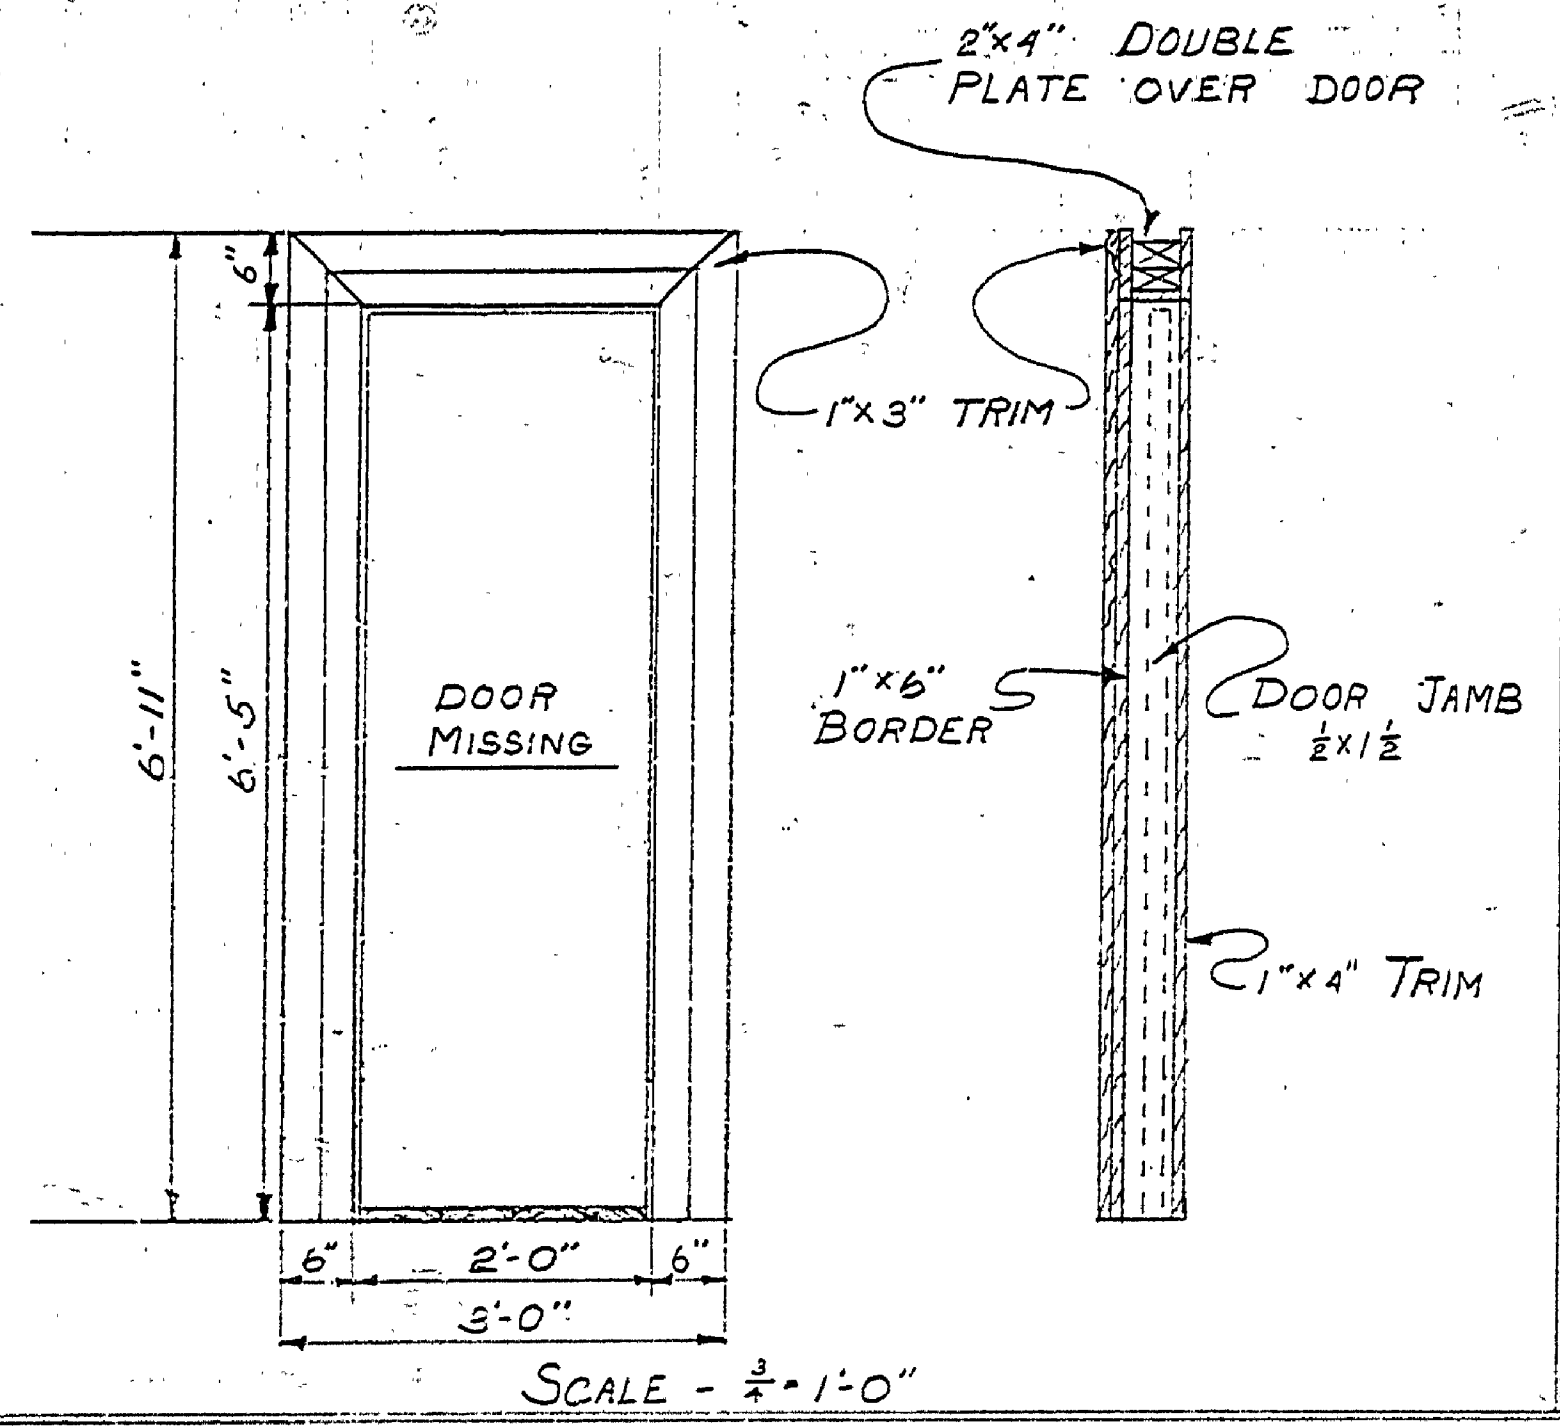 2"x4" DOUBLE
PLATE OVER DOOR
6"
1"x3" TRIM
6'-11"
6'-5"
DOOR
MISSING
1"x6"
BORDER
DOOR JAMB
½x1½
1"x4" TRIM
6" 2'-0" 6"
3'-0"
SCALE - ¾ = 1'-0"